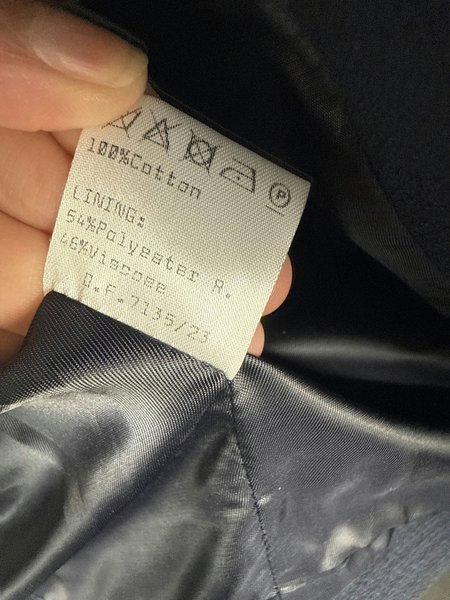 P
100%Cotton
LINING:
54%Polyester R.
46%Viscose
D.F.7135/23